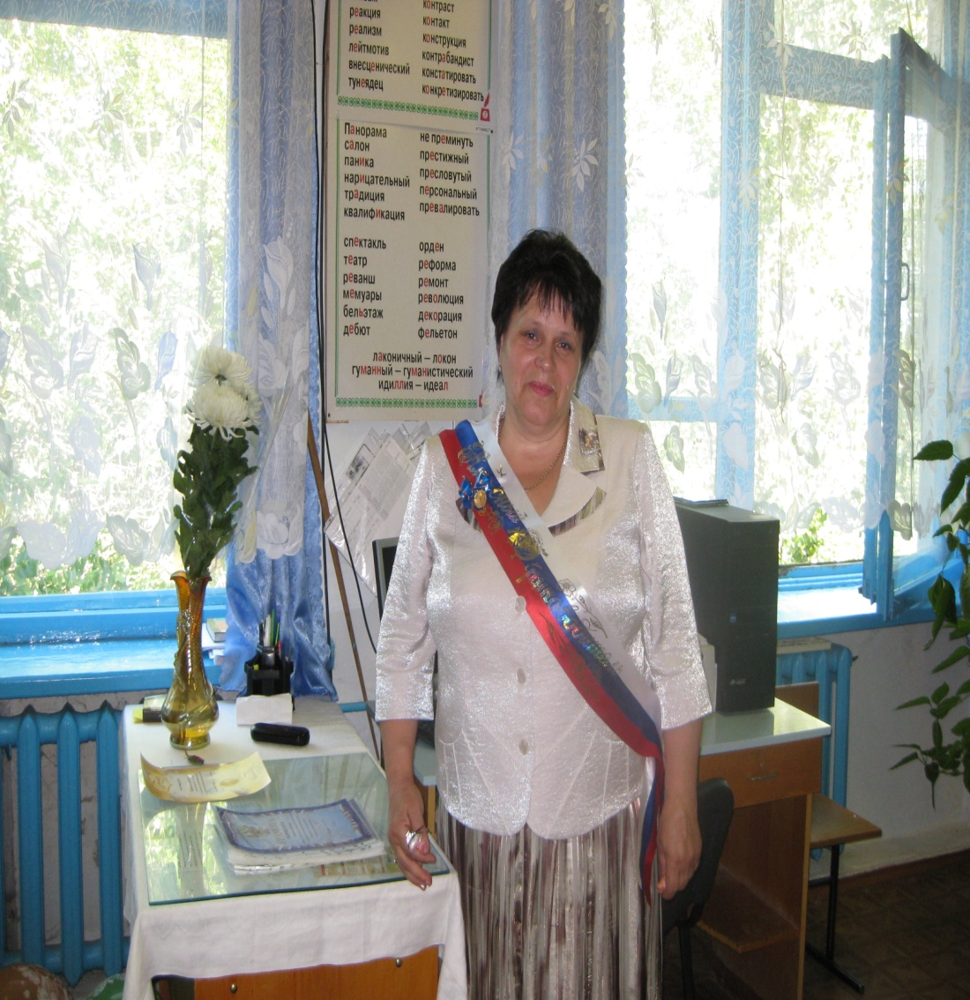 реакция
реализм
лейтмотив
внесценический
тунеядец
контраст
контакт
конструкция
контрабандист
констатировать
конкретизировать
Панорама
салон
паника
нарицательный
традиция
квалификация
не преминуть
престижный
пресловутый
персональный
превалировать
спектакль
театр
реванш
мемуары
бельэтаж
дебют
орден
реформа
ремонт
революция
декорация
фельетон
лаконичный – локон
гуманный – гуманистический
идиллия – идеал